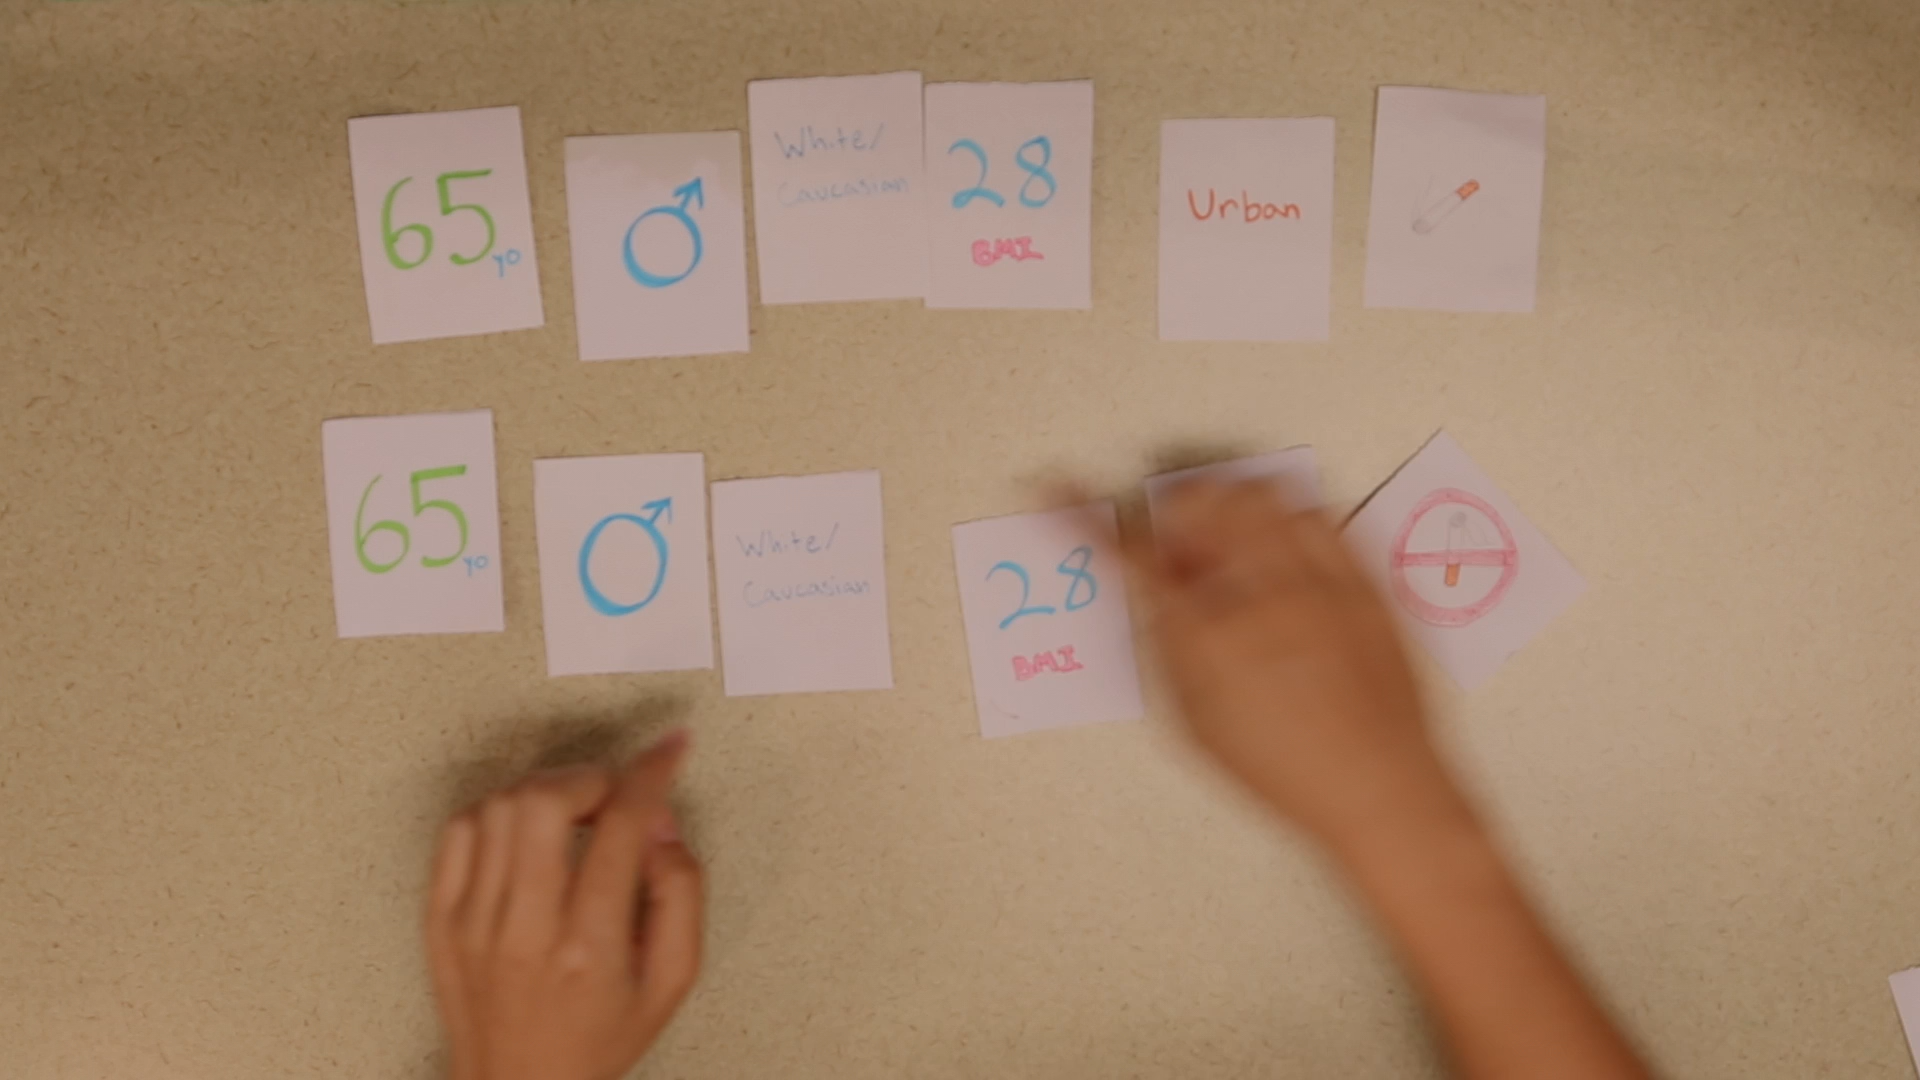 65
yo
White/
Caucasian
28
BMI
Urban
65
yo
White/
Caucasian
28
BMI